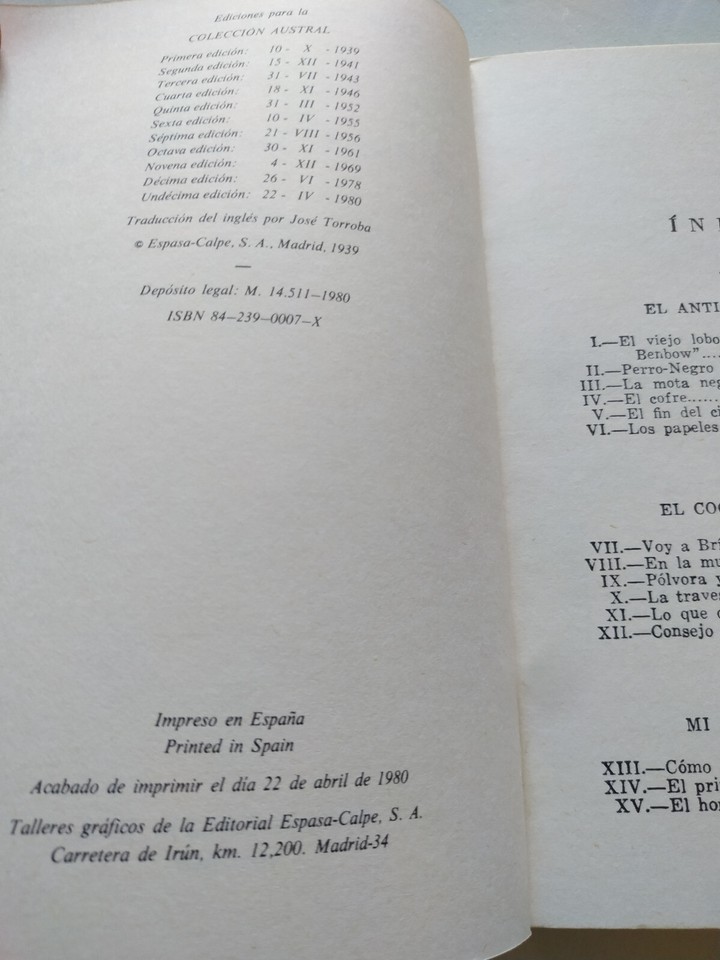 Ediciones para la
COLECCIÓN AUSTRAL
Primera edición: 10 - X - 1939
Segunda edición: 15 - XII - 1941
Tercera edición: 31 - VII - 1943
Cuarta edición: 18 - XI - 1946
Quinta edición: 31 - III - 1952
Sexta edición: 10 - IV - 1955
Séptima edición: 21 - VIII - 1956
Octava edición: 30 - XI - 1961
Novena edición: 4 - XII - 1969
Décima edición: 26 - VI - 1978
Undécima edición: 22 - IV - 1980
Traducción del inglés por José Torroba
© Espasa-Calpe, S. A., Madrid, 1939
—
Depósito legal: M. 14.511—1980
ISBN 84—239—0007—X
Impreso en España
Printed in Spain
Acabado de imprimir el día 22 de abril de 1980
Talleres gráficos de la Editorial Espasa-Calpe, S. A.
Carretera de Irún, km. 12,200. Madrid-34
ÍN
EL ANTI
I.—El viejo lobo
Benbow"....
II.—Perro-Negro
III.—La mota neg
IV.—El cofre......
V.—El fin del ci
VI.—Los papeles
EL COC
VII.—Voy a Bri
VIII.—En la mu
IX.—Pólvora y
X.—La traves
XI.—Lo que
XII.—Consejo
MI
XIII.—Cómo
XIV.—El pri
XV.—El hom